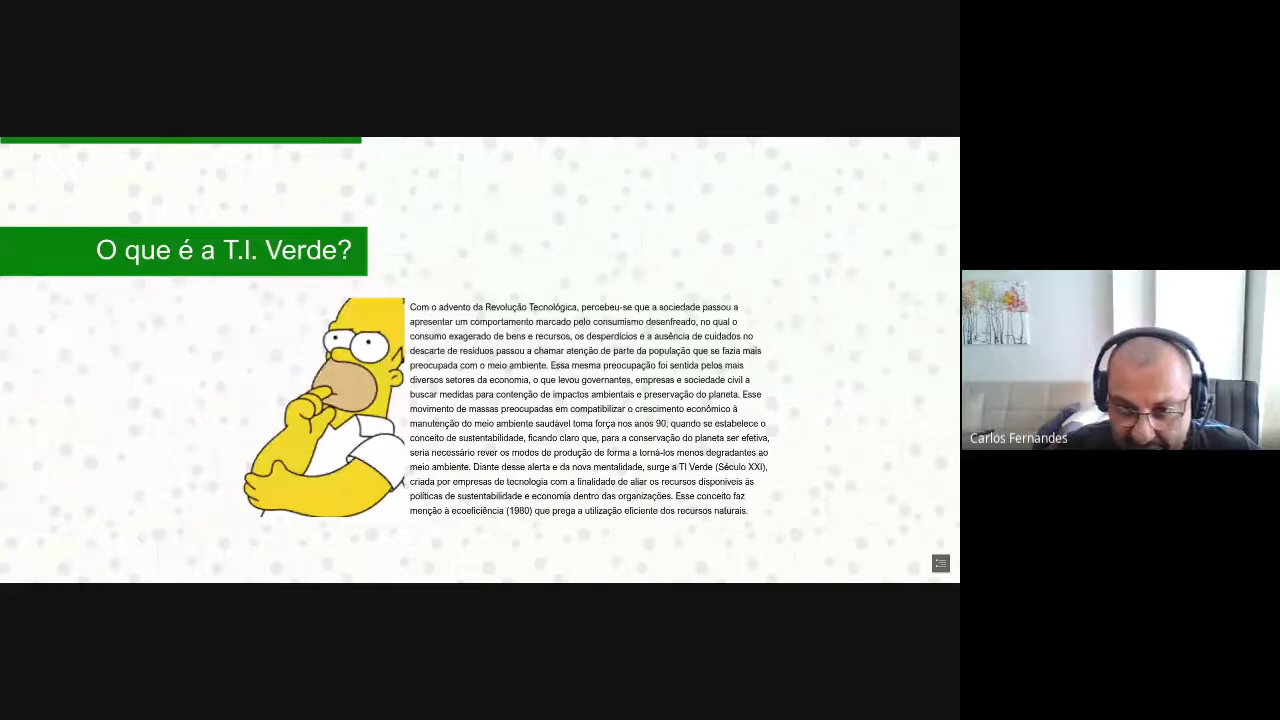 O que é a T.I. Verde?
Com o advento da Revolução Tecnológica, percebeu-se que a sociedade passou a
apresentar um comportamento marcado pelo consumismo desenfreado, no qual o
consumo exagerado de bens e recursos, os desperdícios e a ausência de cuidados no
descarte de resíduos passou a chamar atenção de parte da população que se fazia mais
preocupada com o meio ambiente. Essa mesma preocupação foi sentida pelos mais
diversos setores da economia, o que levou governantes, empresas e sociedade civil a
buscar medidas para contenção de impactos ambientais e preservação do planeta. Esse
movimento de massas preocupadas em compatibilizar o crescimento econômico à
manutenção do meio ambiente saudável toma força nos anos 90, quando se estabelece o
conceito de sustentabilidade, ficando claro que, para a conservação do planeta ser efetiva,
seria necessário rever os modos de produção de forma a torná-los menos degradantes ao
meio ambiente. Diante desse alerta e da nova mentalidade, surge a TI Verde (Século XXI),
criada por empresas de tecnologia com a finalidade de aliar os recursos disponíveis às
políticas de sustentabilidade e economia dentro das organizações. Esse conceito faz
menção à ecoeficiência (1980) que prega a utilização eficiente dos recursos naturais.
Carlos Fernandes